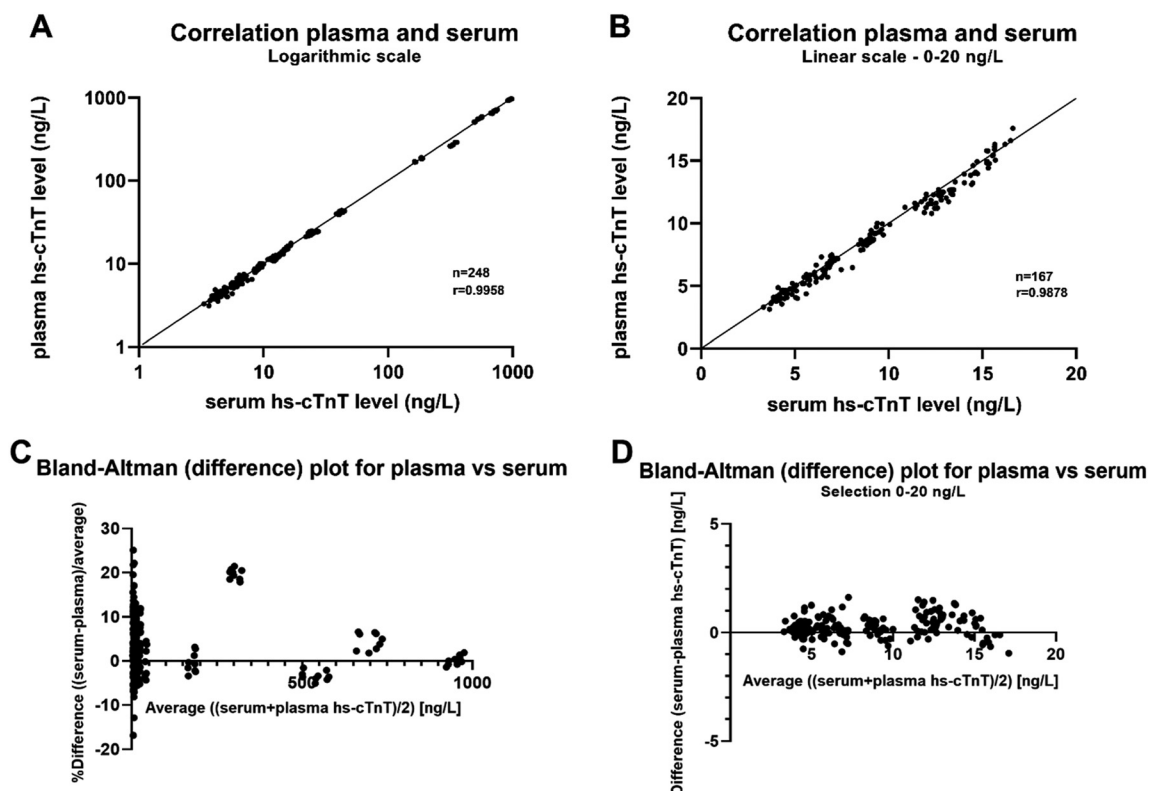 A
Correlation plasma and serum
Logarithmic scale
plasma hs-cTnT level (ng/L)
1000
100
10
1
n=248
r=0.9958
1 10 100 1000
serum hs-cTnT level (ng/L)
B
Correlation plasma and serum
Linear scale - 0-20 ng/L
plasma hs-cTnT level (ng/L)
20
15
10
5
0
n=167
r=0.9878
0 5 10 15 20
serum hs-cTnT level (ng/L)
C
Bland-Altman (difference) plot for plasma vs serum
%Difference ((serum-plasma)/average)
30
20
10
0
-10
-20
500 1000
Average ((serum+plasma hs-cTnT)/2) [ng/L]
D
Bland-Altman (difference) plot for plasma vs serum
Selection 0-20 ng/L
Difference (serum-plasma hs-cTnT) [ng/L]
5
0
-5
5 10 15 20
Average ((serum+plasma hs-cTnT)/2) [ng/L]